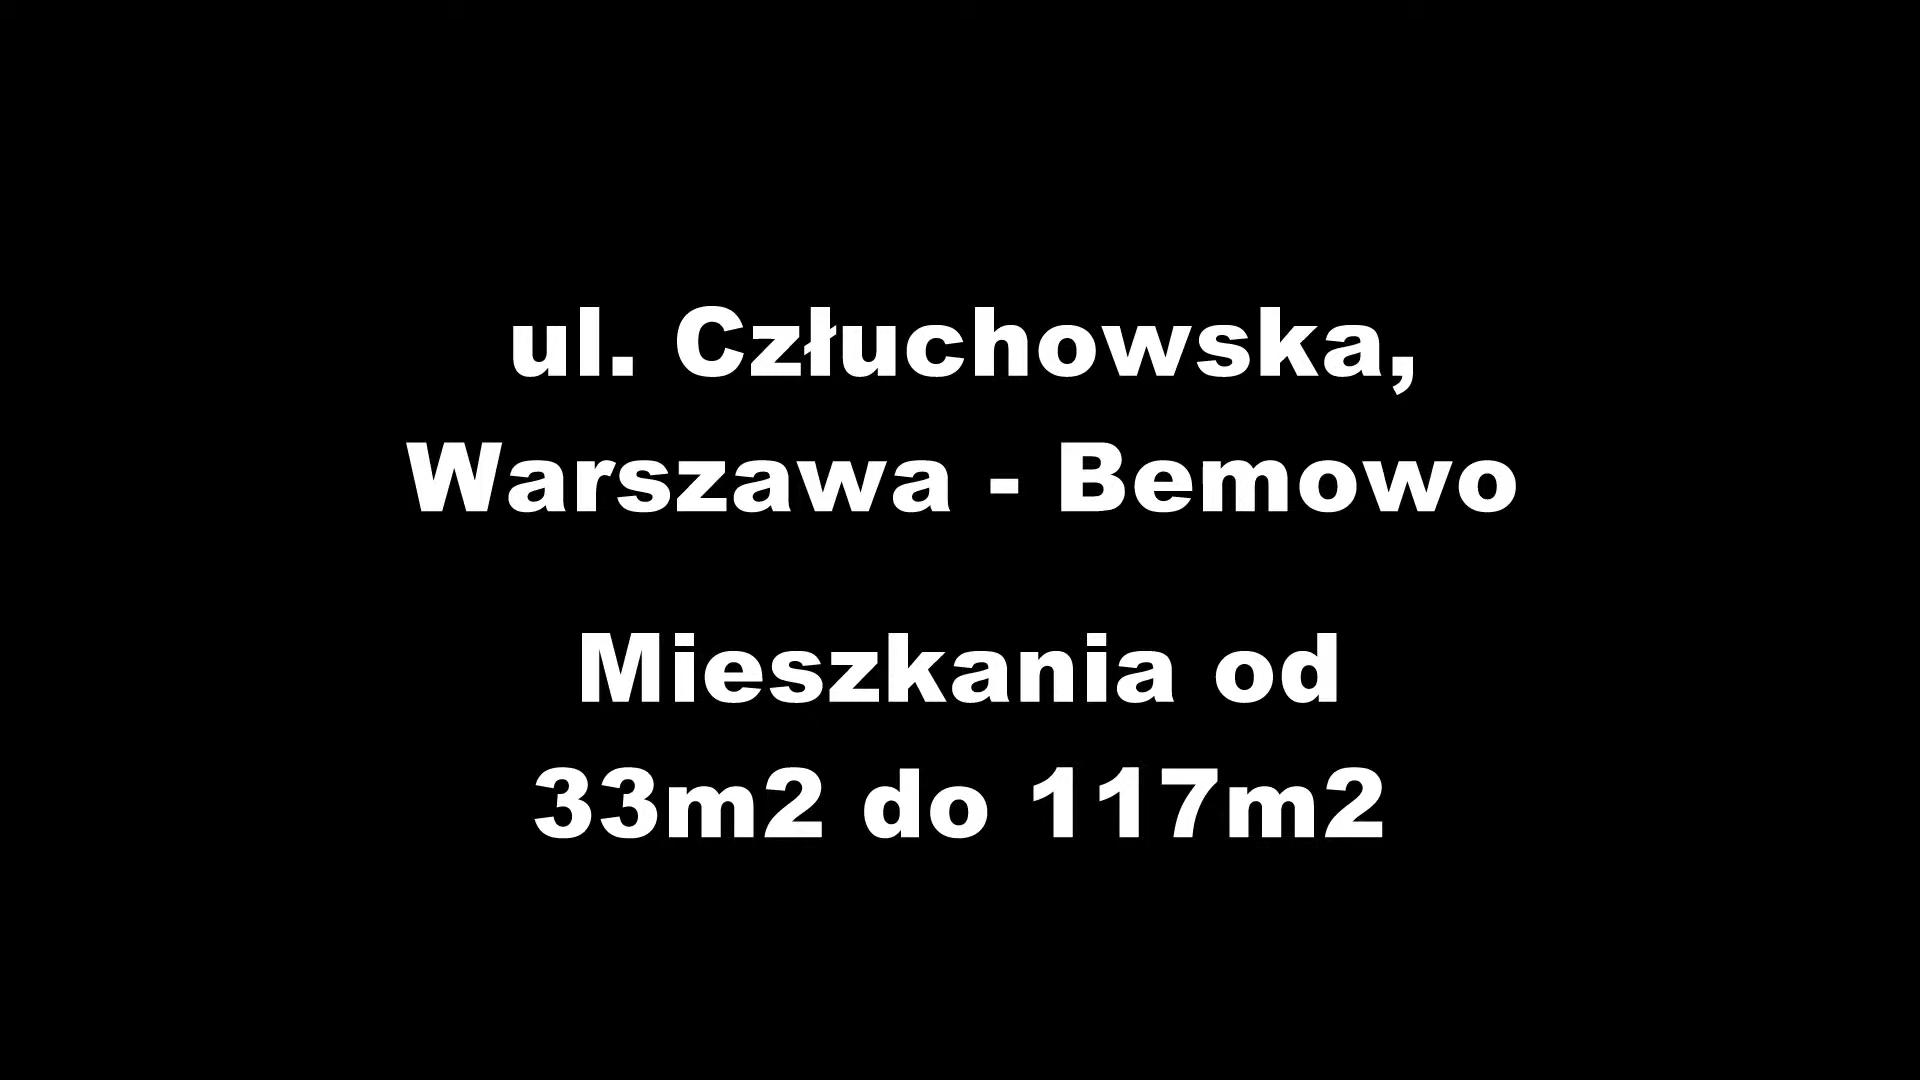 ul. Człuchowska,
Warszawa - Bemowo
Mieszkania od
33m2 do 117m2